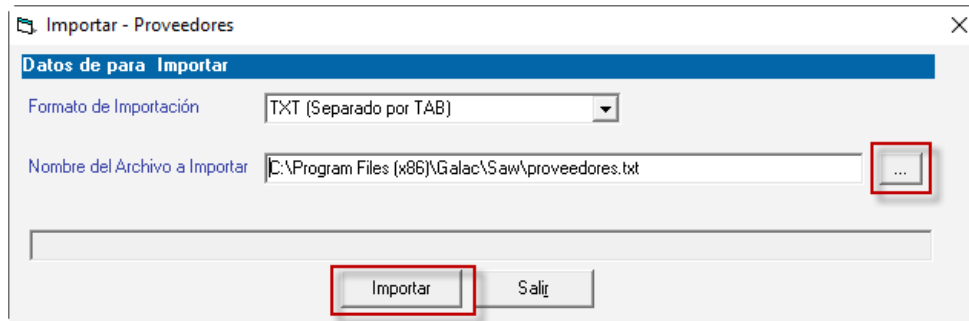 Importar - Proveedores
Datos de para Importar
Formato de Importación TXT (Separado por TAB)
Nombre del Archivo a Importar C:\Program Files (x86)\Galac\Saw\proveedores.txt ...
Importar Salir